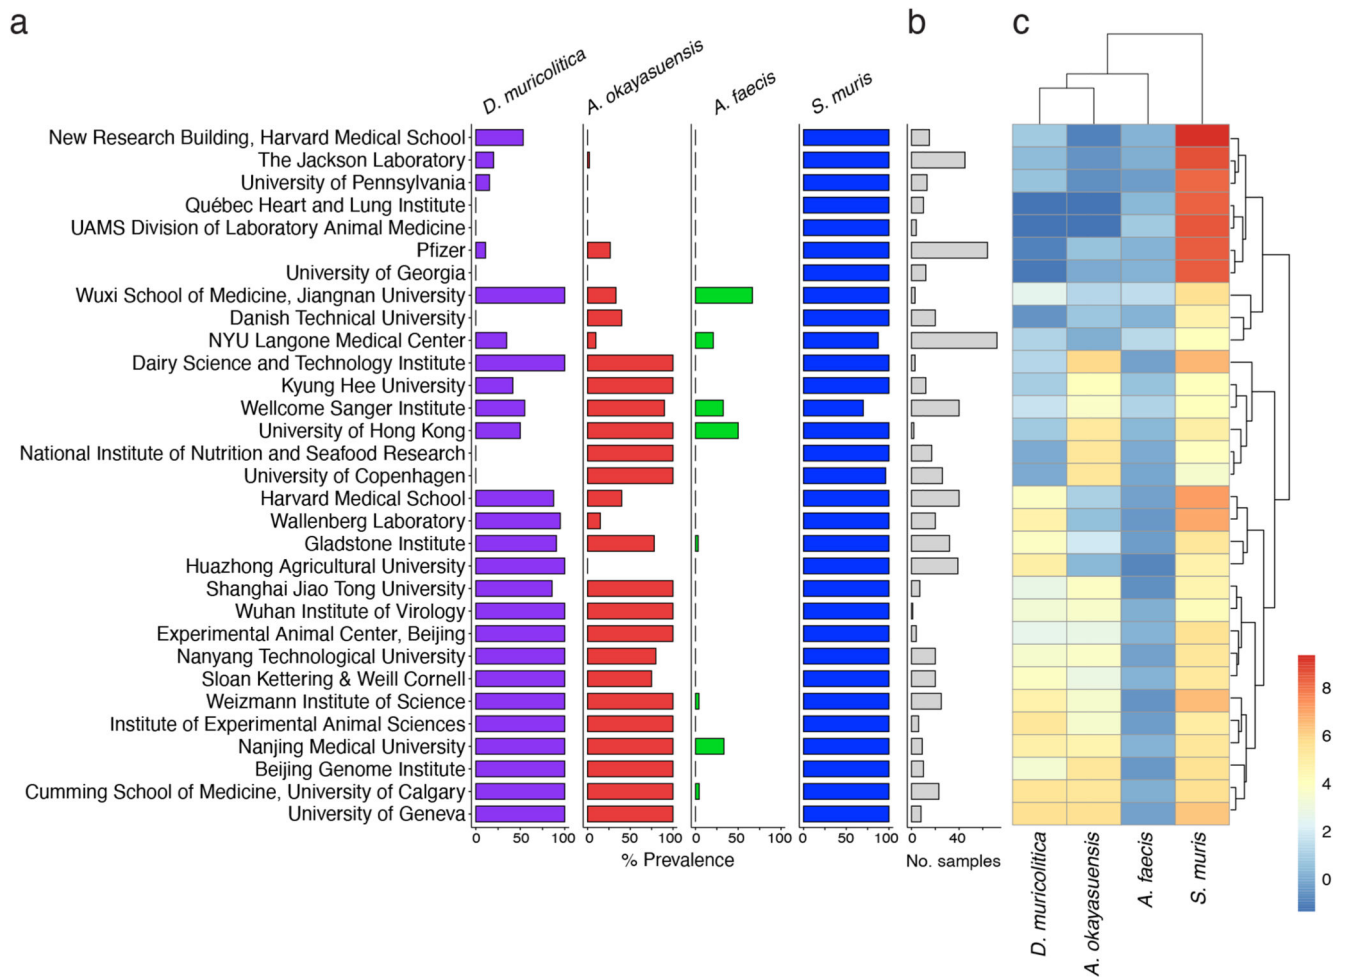 a
b
c
D. muricolitica
A. okayasuensis
A. faecis
S. muris
New Research Building, Harvard Medical School
The Jackson Laboratory
University of Pennsylvania
Québec Heart and Lung Institute
UAMS Division of Laboratory Animal Medicine
Pfizer
University of Georgia
Wuxi School of Medicine, Jiangnan University
Danish Technical University
NYU Langone Medical Center
Dairy Science and Technology Institute
Kyung Hee University
Wellcome Sanger Institute
University of Hong Kong
National Institute of Nutrition and Seafood Research
University of Copenhagen
Harvard Medical School
Wallenberg Laboratory
Gladstone Institute
Huazhong Agricultural University
Shanghai Jiao Tong University
Wuhan Institute of Virology
Experimental Animal Center, Beijing
Nanyang Technological University
Sloan Kettering & Weill Cornell
Weizmann Institute of Science
Institute of Experimental Animal Sciences
Nanjing Medical University
Beijing Genome Institute
Cumming School of Medicine, University of Calgary
University of Geneva
0 50 100 0 50 100 0 50 100 0 50 100 0 40
% Prevalence
No. samples
D. muricolitica
A. okayasuensis
A. faecis
S. muris
8
6
4
2
0